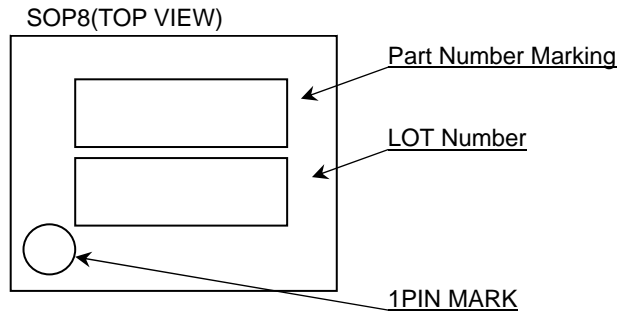 SOP8(TOP VIEW)
Part Number Marking
LOT Number
1PIN MARK